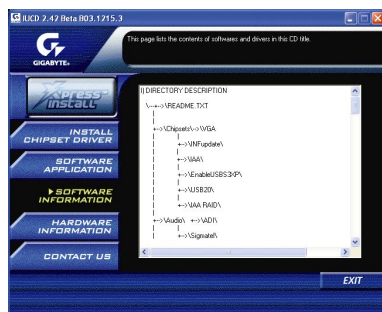 IUCD 2.42 Beta B03.1215.3
This page lists the contents of softwares and drivers in this CD title.
GIGABYTE
Xpress
Install
INSTALL
CHIPSET DRIVER
SOFTWARE
APPLICATION
SOFTWARE
INFORMATION
HARDWARE
INFORMATION
CONTACT US
I) DIRECTORY DESCRIPTION
\--+-->\README.TXT
|
+-->\Chipsets\-->\VGA
| |
| +-->\INFupdate\
| |
| +-->\IAA\
| |
| +-->\EnableUSBS3XP\
| |
| +-->\USB20\
| |
| +-->\IAA RAID\
|
+-->\Audio\ +-->\ADI\
| |
| +-->\Sigmatel\
EXIT